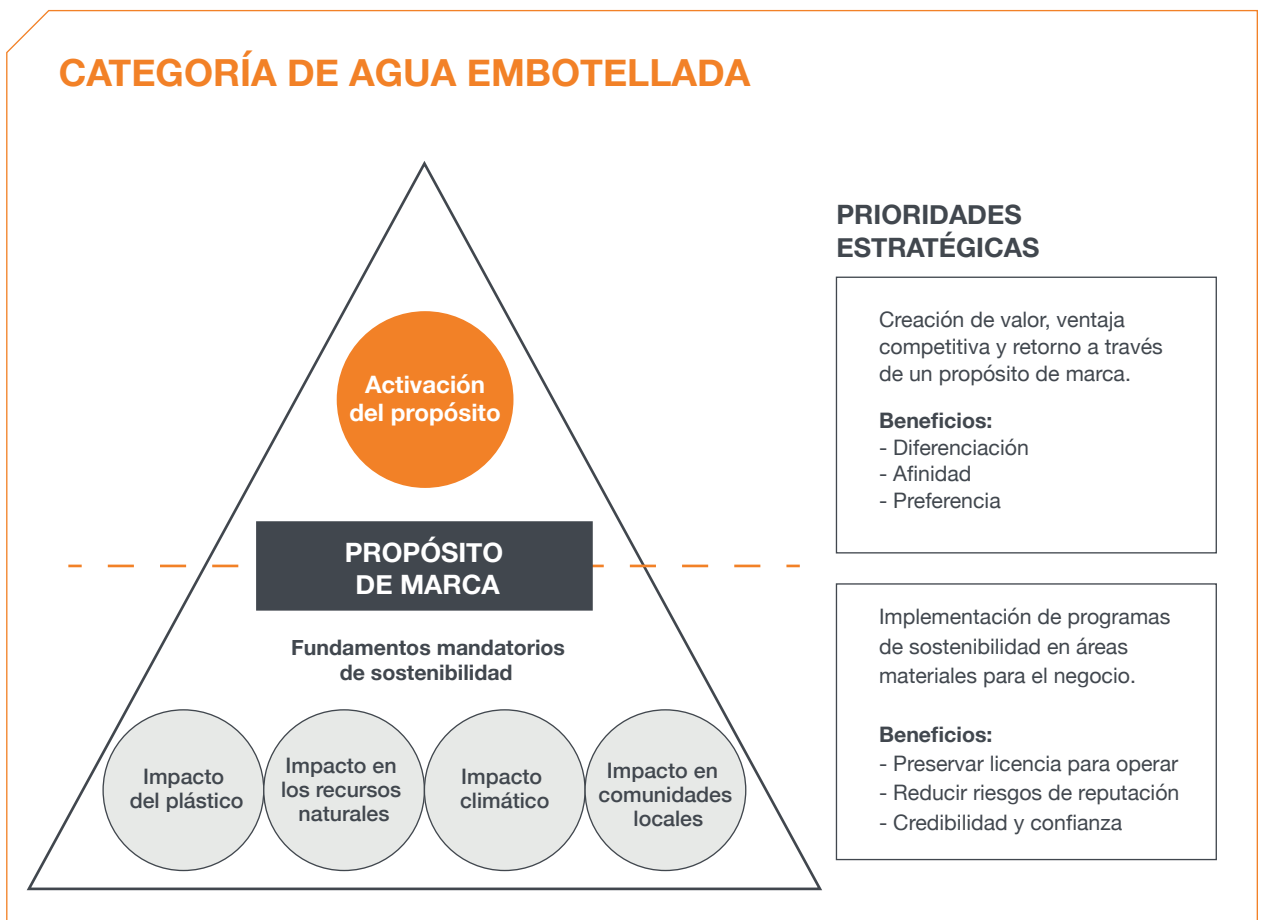 CATEGORÍA DE AGUA EMBOTELLADA
Activación
del propósito
PROPÓSITO
DE MARCA
Fundamentos mandatorios
de sostenibilidad
Impacto
del plástico
Impacto en
los recursos
naturales
Impacto
climático
Impacto en
comunidades
locales
PRIORIDADES
ESTRATÉGICAS
Creación de valor, ventaja
competitiva y retorno a través
de un propósito de marca.
Beneficios:
- Diferenciación
- Afinidad
- Preferencia
Implementación de programas
de sostenibilidad en áreas
materiales para el negocio.
Beneficios:
- Preservar licencia para operar
- Reducir riesgos de reputación
- Credibilidad y confianza